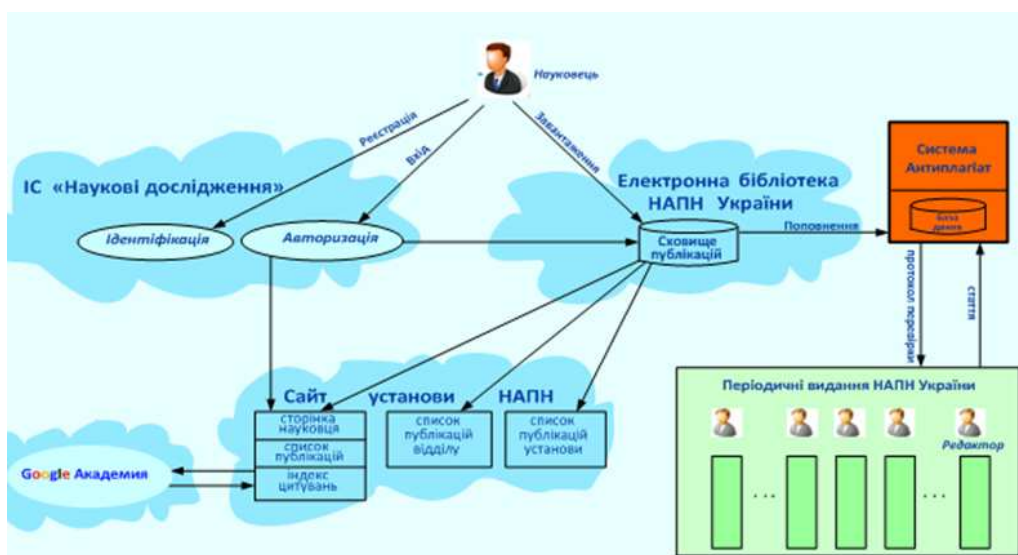 Науковець
Реєстрація
Вхід
Завантаження
ІС «Наукові дослідження»
Ідентифікація
Авторизація
Електронна бібліотека
НАПН України
Сховище
публікацій
Поповнення
Система
Антиплагіат
База
даних
протокол перевірки
стаття
Сайт установи НАПН
сторінка
науковця
список
публікацій
індекс
цитувань
список
публікацій
відділу
список
публікацій
установи
Google Академия
Періодичні видання НАПН України
Редактор
...
...